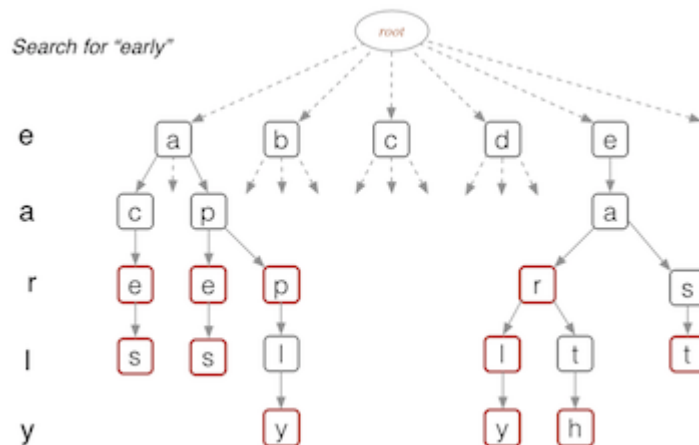 root
Search for “early”
e a b c d e
a c p a
r e e p r s
l s s l l t t
y y y h